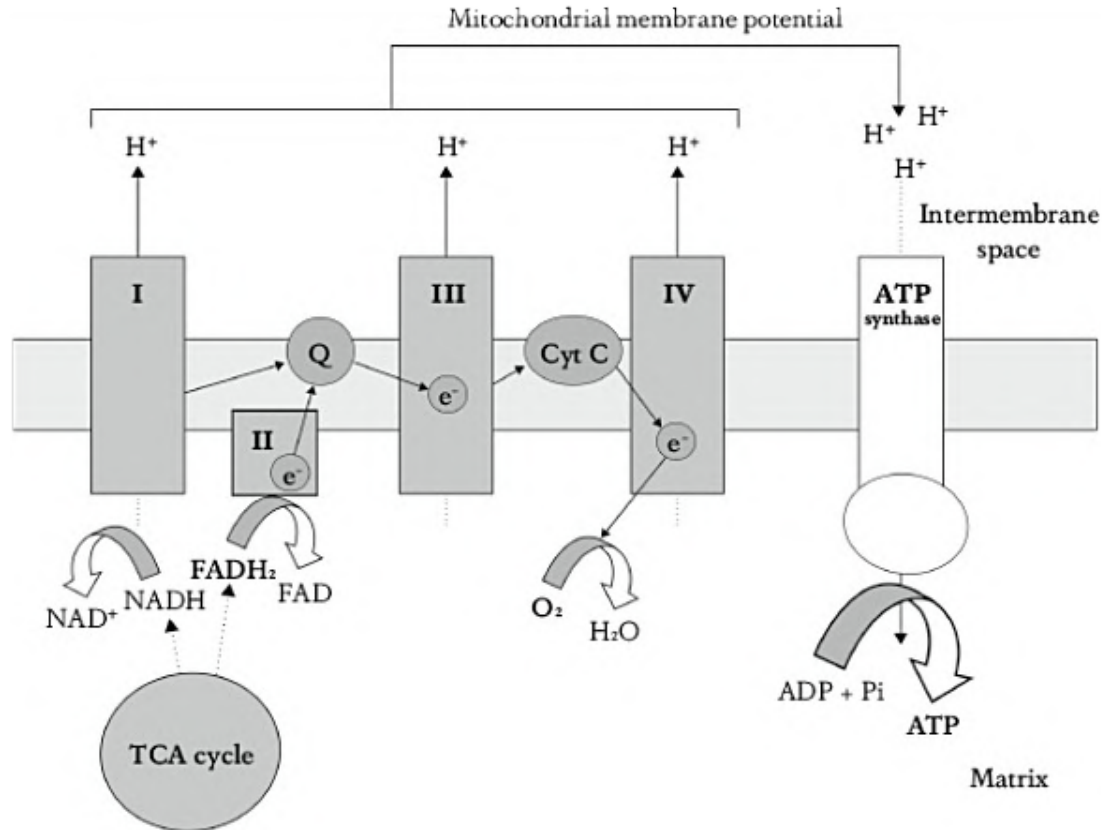 Mitochondrial membrane potential
H⁺
H⁺
H⁺
H⁺
H⁺
H⁺
Intermembrane
space
I
III
IV
ATP
synthase
Q
Cyt C
e⁻
e⁻
II
e⁻
NAD⁺
NADH
FADH₂
FAD
O₂
H₂O
ADP + Pi
ATP
TCA cycle
Matrix